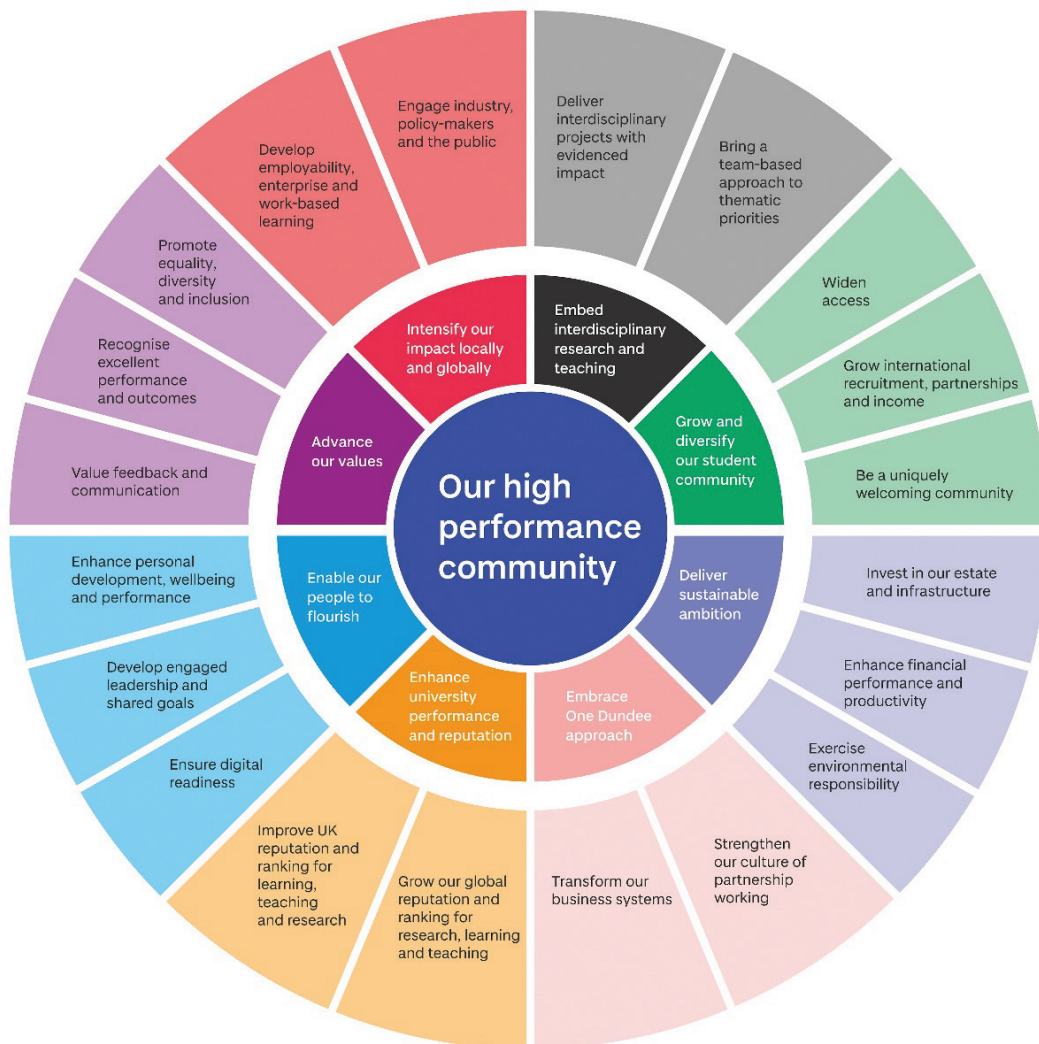 Our high
performance
community
Embed
interdisciplinary
research and
teaching
Deliver
interdisciplinary
projects with
evidenced
impact
Bring a
team-based
approach to
thematic
priorities
Grow and
diversify
our student
community
Widen
access
Grow international
recruitment, partnerships
and income
Be a uniquely
welcoming community
Deliver
sustainable
ambition
Invest in our estate
and infrastructure
Enhance financial
performance and
productivity
Exercise
environmental
responsibility
Embrace
One Dundee
approach
Strengthen
our culture of
partnership
working
Transform our
business systems
Enhance
university
performance
and reputation
Grow our global
reputation and
ranking for
research, learning
and teaching
Improve UK
reputation and
ranking for
learning,
teaching
and research
Enable our
people to
flourish
Ensure digital
readiness
Develop engaged
leadership and
shared goals
Enhance personal
development, wellbeing
and performance
Advance
our values
Value feedback and
communication
Recognise
excellent
performance
and outcomes
Promote
equality,
diversity
and inclusion
Intensify our
impact locally
and globally
Develop
employability,
enterprise and
work-based
learning
Engage industry,
policy-makers
and the public